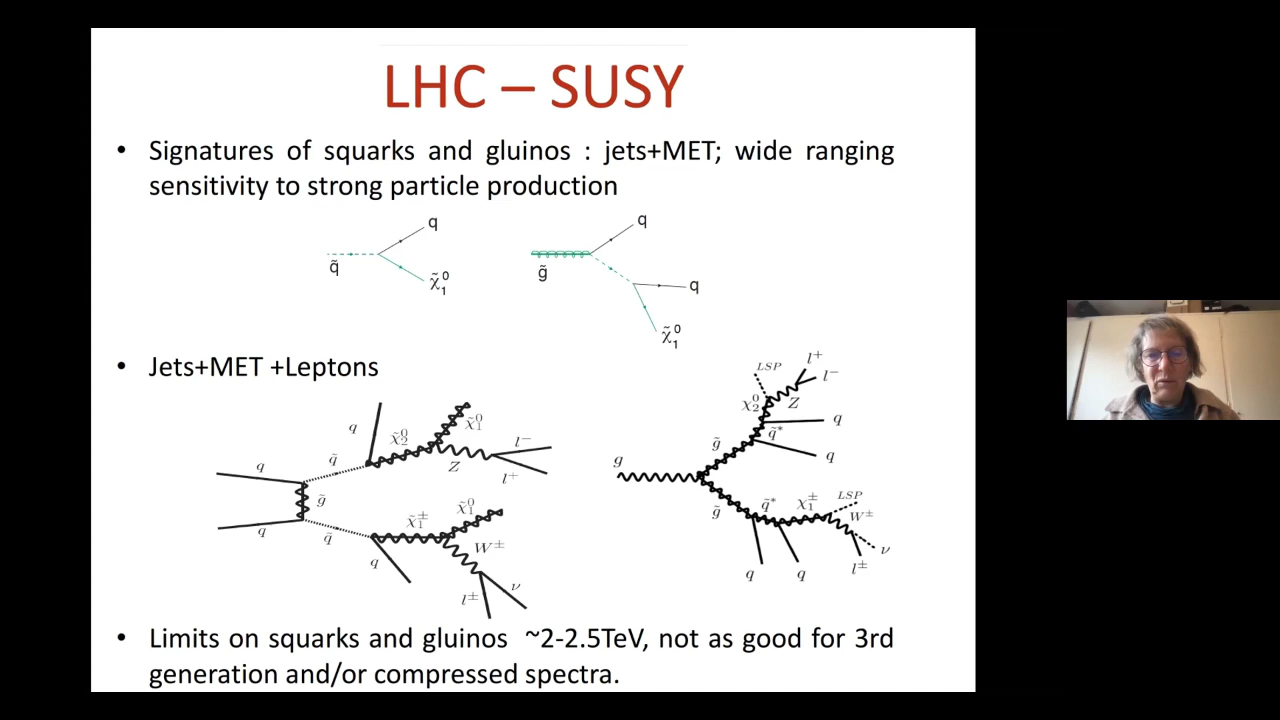 LHC – SUSY
• Signatures of squarks and gluinos : jets+MET; wide ranging
sensitivity to strong particle production
q̃
q
χ̃₁⁰
g̃
q
q
χ̃₁⁰
• Jets+MET +Leptons
q
q
g̃
q̃
q
χ̃₂⁰
χ̃₁⁰
Z
l⁻
l⁺
q̃
q
χ̃₁±
χ̃₁⁰
W±
l±
ν
g
g̃
χ₂⁰
LSP
Z
l⁺
l⁻
q̃*
q
q
g̃
q̃*
χ₁±
LSP
W±
ν
l±
q
q
• Limits on squarks and gluinos ~2-2.5TeV, not as good for 3rd
generation and/or compressed spectra.